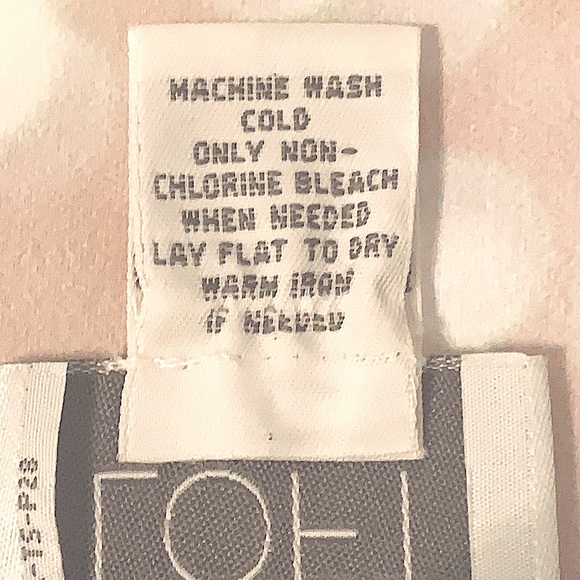 MACHINE WASH
COLD
ONLY NON-
CHLORINE BLEACH
WHEN NEEDED
LAY FLAT TO DRY
WARM IRON
IF NEEDED